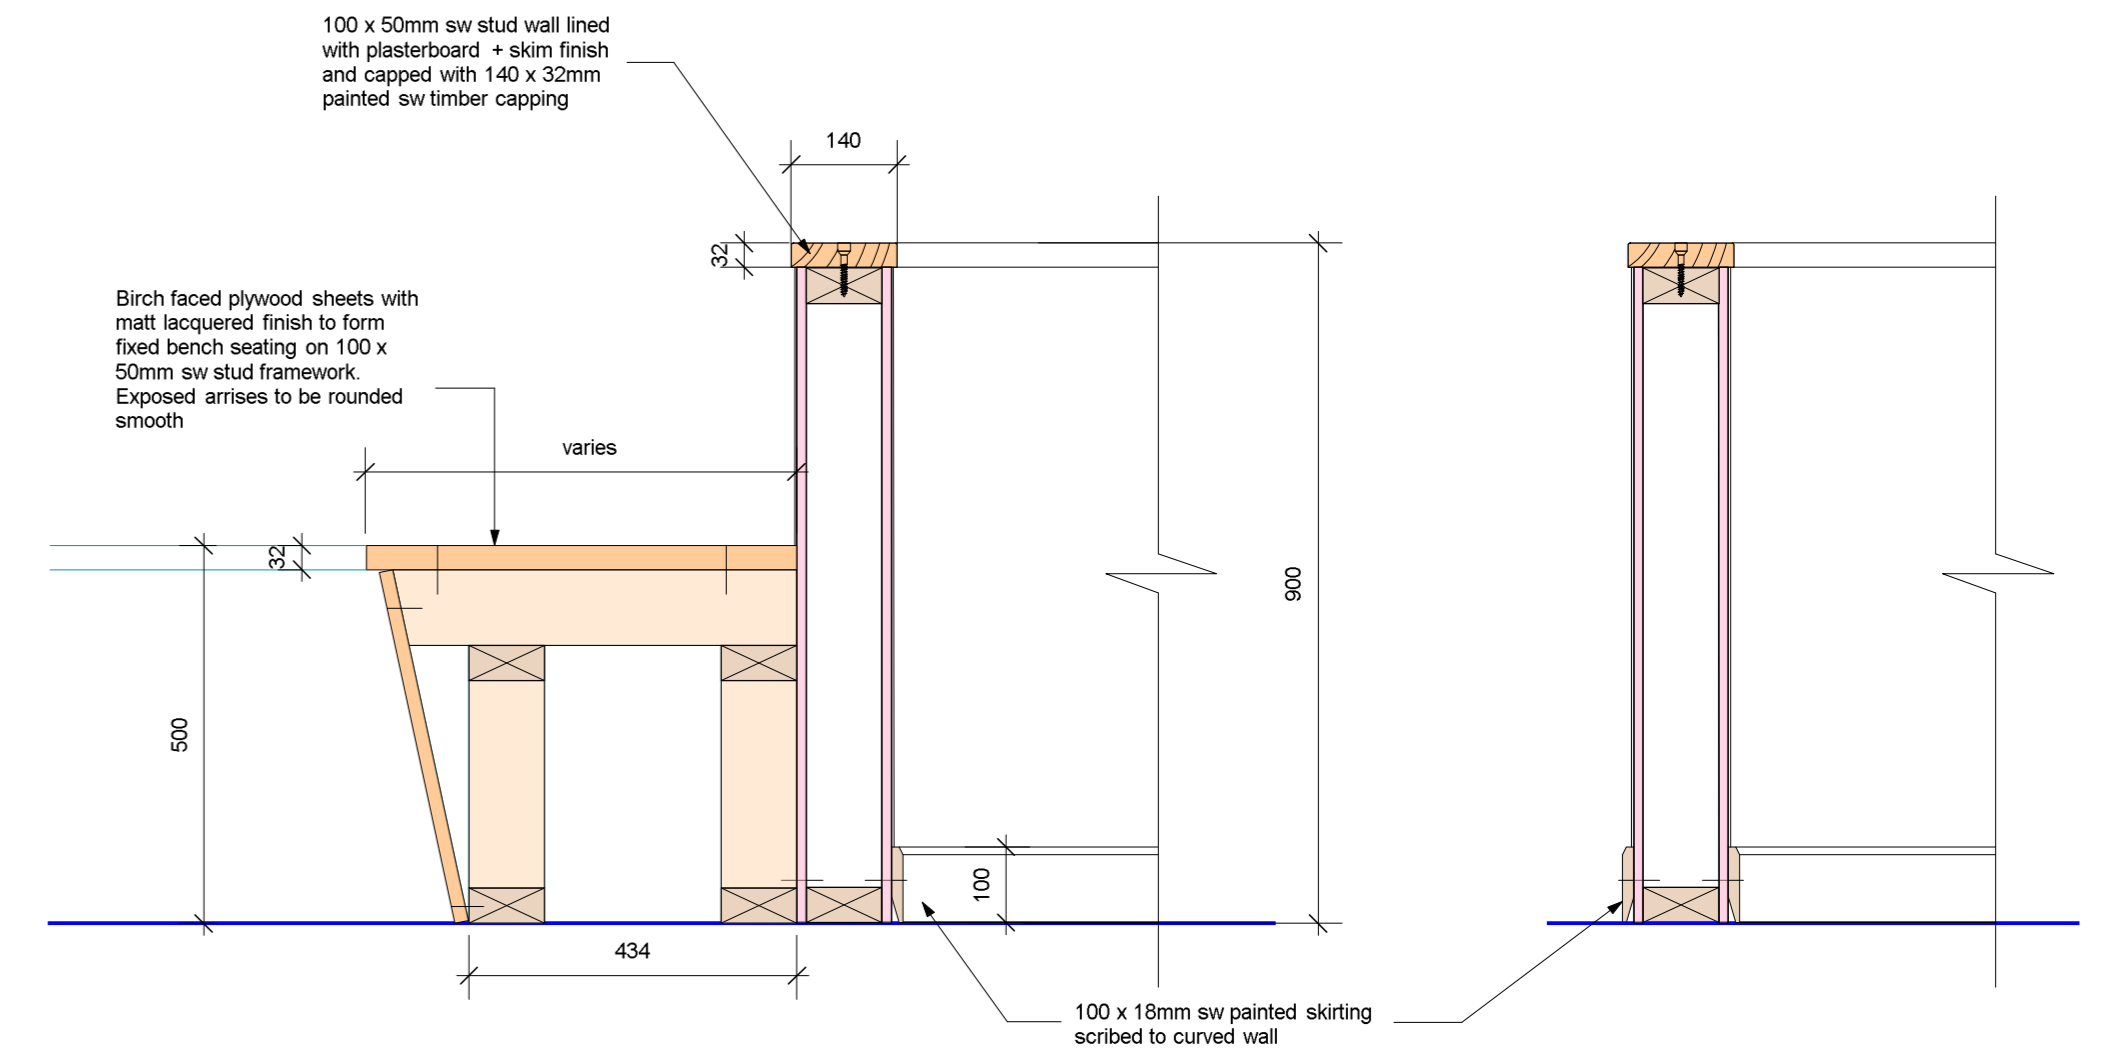 100 x 50mm sw stud wall lined
with plasterboard + skim finish
and capped with 140 x 32mm
painted sw timber capping
140
32
Birch faced plywood sheets with
matt lacquered finish to form
fixed bench seating on 100 x
50mm sw stud framework.
Exposed arrises to be rounded
smooth
varies
32
900
500
100
434
100 x 18mm sw painted skirting
scribed to curved wall